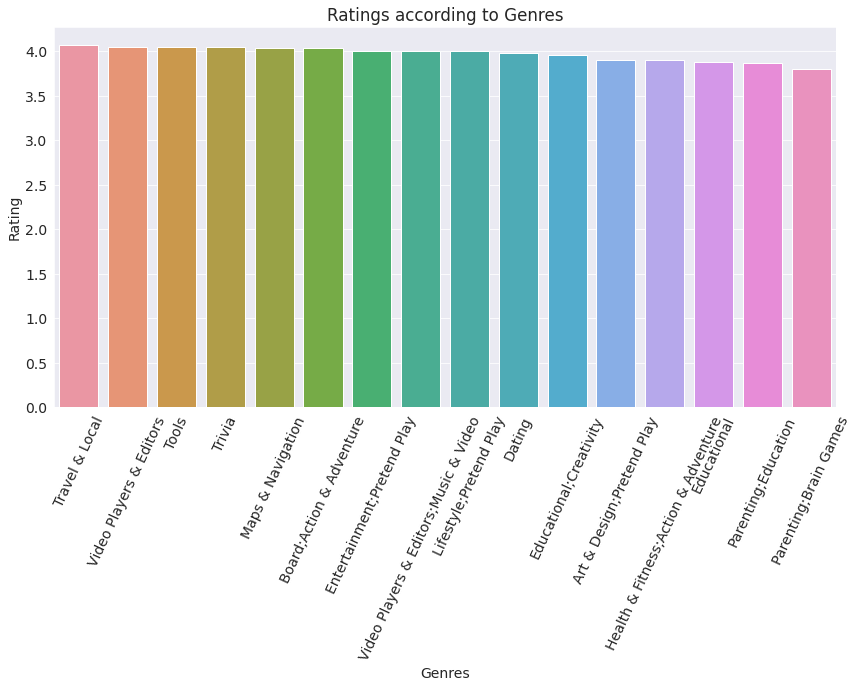 Ratings according to Genres
Rating
4.0
3.5
3.0
2.5
2.0
1.5
1.0
0.5
0.0
Travel & Local
Video Players & Editors
Tools
Trivia
Maps & Navigation
Board;Action & Adventure
Entertainment;Pretend Play
Video Players & Editors;Music & Video
Lifestyle;Pretend Play
Dating
Educational;Creativity
Art & Design;Pretend Play
Health & Fitness;Action & Adventure
Educational
Parenting;Education
Parenting;Brain Games
Genres